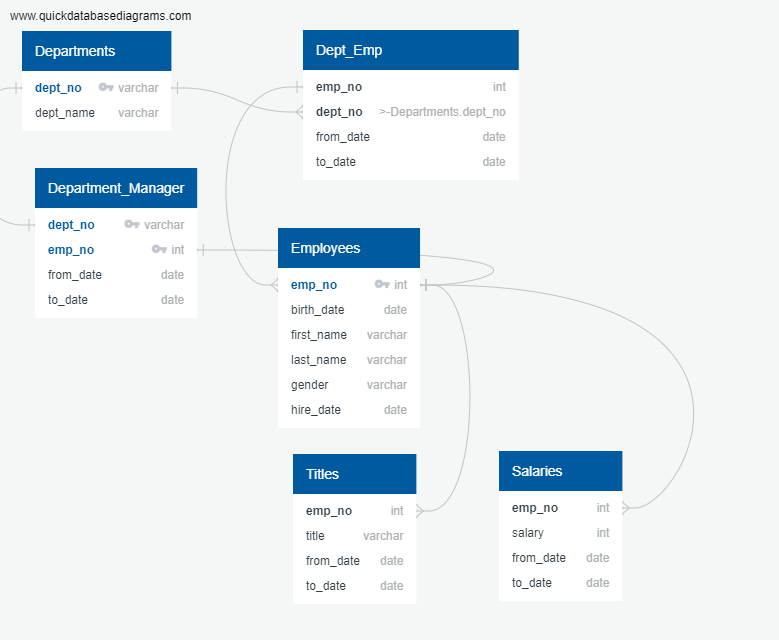 www.quickdatabasediagrams.com
Departments
dept_no varchar
dept_name varchar
Dept_Emp
emp_no int
dept_no >-Departments.dept_no
from_date date
to_date date
Department_Manager
dept_no varchar
emp_no int
from_date date
to_date date
Employees
emp_no int
birth_date date
first_name varchar
last_name varchar
gender varchar
hire_date date
Titles
emp_no int
title varchar
from_date date
to_date date
Salaries
emp_no int
salary int
from_date date
to_date date